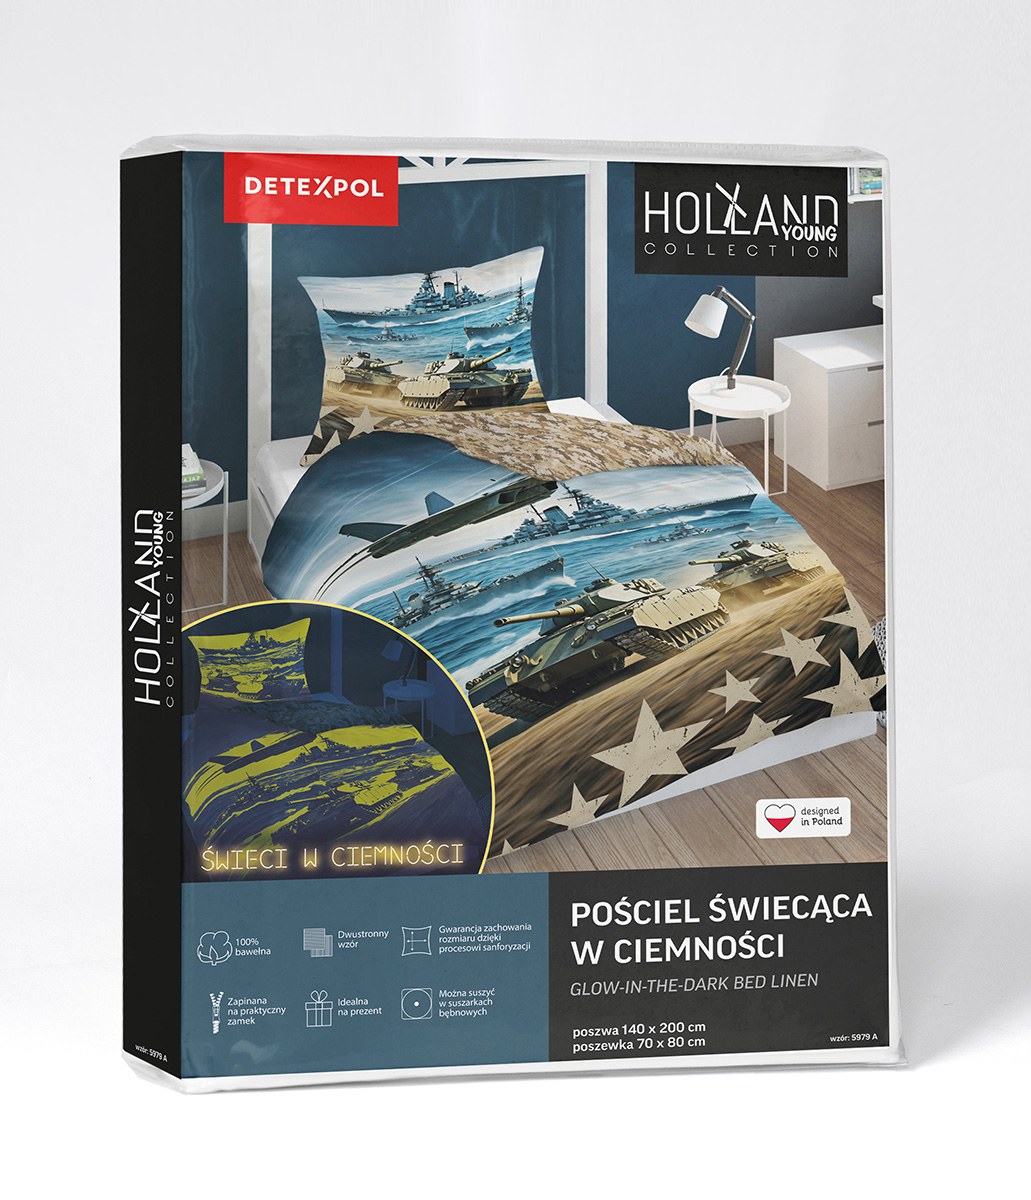 DETEXPOL
HOLLAND
YOUNG
COLLECTION
HOLLAND
YOUNG
COLLECTION
designed
in Poland
ŚWIECI W CIEMNOŚCI
100%
bawełna
Dwustronny
wzór
Gwarancja zachowania
rozmiaru dzięki
procesowi sanforyzacji
Zapinana
na praktyczny
zamek
Idealna
na prezent
Można suszyć
w suszarkach
bębnowych
POŚCIEL ŚWIECĄCA
W CIEMNOŚCI
GLOW-IN-THE-DARK BED LINEN
poszwa 140 x 200 cm
poszewka 70 x 80 cm
wzór: 5979 A
wzór: 5979 A